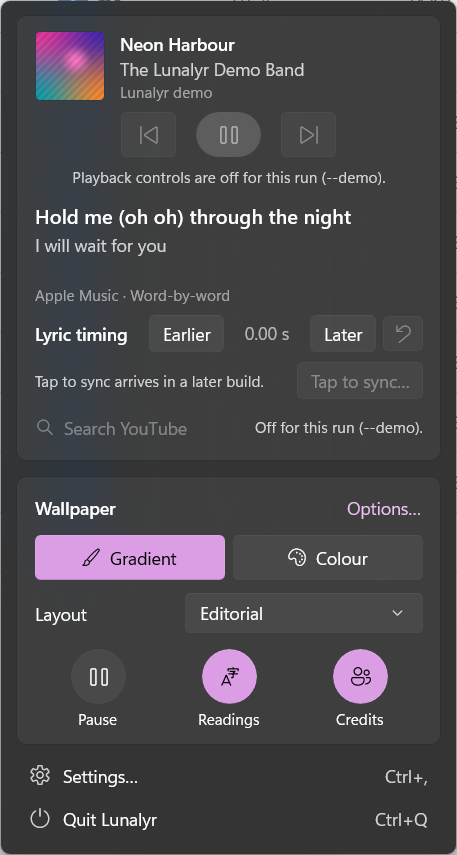 Neon Harbour
The Lunalyr Demo Band
Lunalyr demo
Playback controls are off for this run (--demo).
Hold me (oh oh) through the night
I will wait for you
Apple Music · Word-by-word
Lyric timing Earlier 0.00 s Later
Tap to sync arrives in a later build. Tap to sync...
Search YouTube Off for this run (--demo).
Wallpaper Options...
Gradient Colour
Layout Editorial
Pause Readings Credits
Settings... Ctrl+,
Quit Lunalyr Ctrl+Q